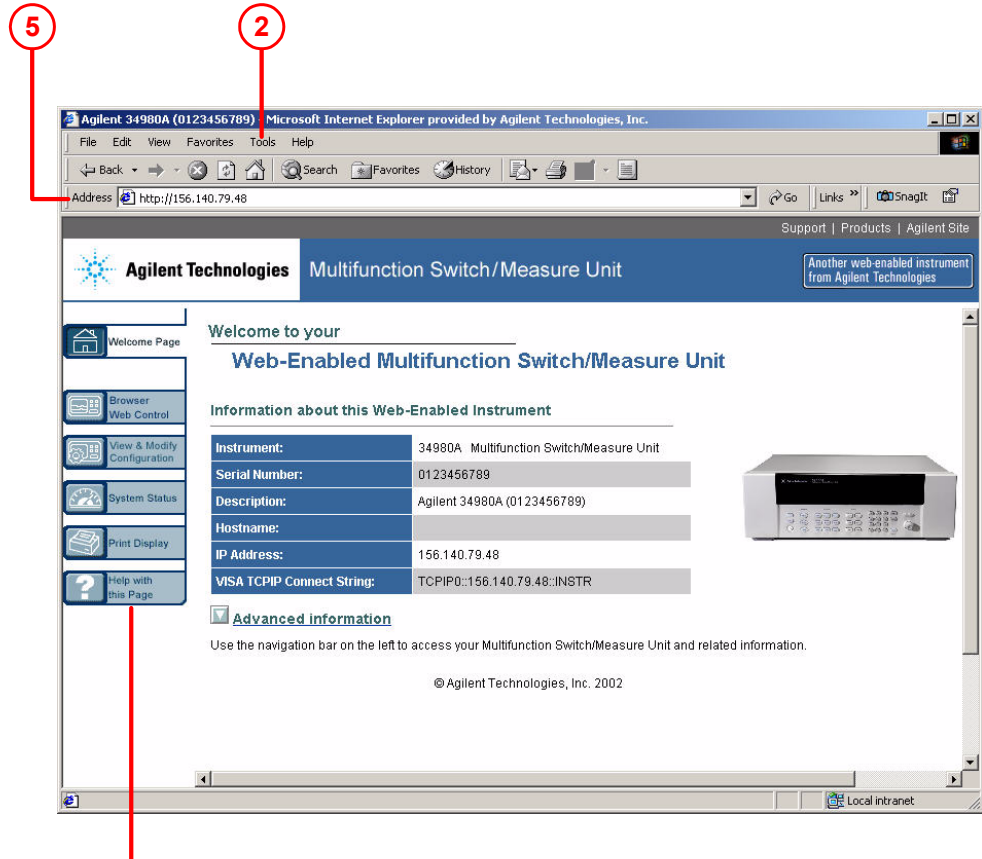 5
2
Agilent 34980A (0123456789) - Microsoft Internet Explorer provided by Agilent Technologies, Inc.
File Edit View Favorites Tools Help
Back Search Favorites History
Address http://156.140.79.48 Go Links » SnagIt
Support | Products | Agilent Site
Agilent Technologies Multifunction Switch/Measure Unit
Another web-enabled instrument
from Agilent Technologies
Welcome Page
Browser
Web Control
View & Modify
Configuration
System Status
Print Display
Help with
this Page
Welcome to your
Web-Enabled Multifunction Switch/Measure Unit
Information about this Web-Enabled Instrument
Instrument: 34980A Multifunction Switch/Measure Unit
Serial Number: 0123456789
Description: Agilent 34980A (0123456789)
Hostname:
IP Address: 156.140.79.48
VISA TCPIP Connect String: TCPIP0::156.140.79.48::INSTR
Advanced information
Use the navigation bar on the left to access your Multifunction Switch/Measure Unit and related information.
© Agilent Technologies, Inc. 2002
Local intranet